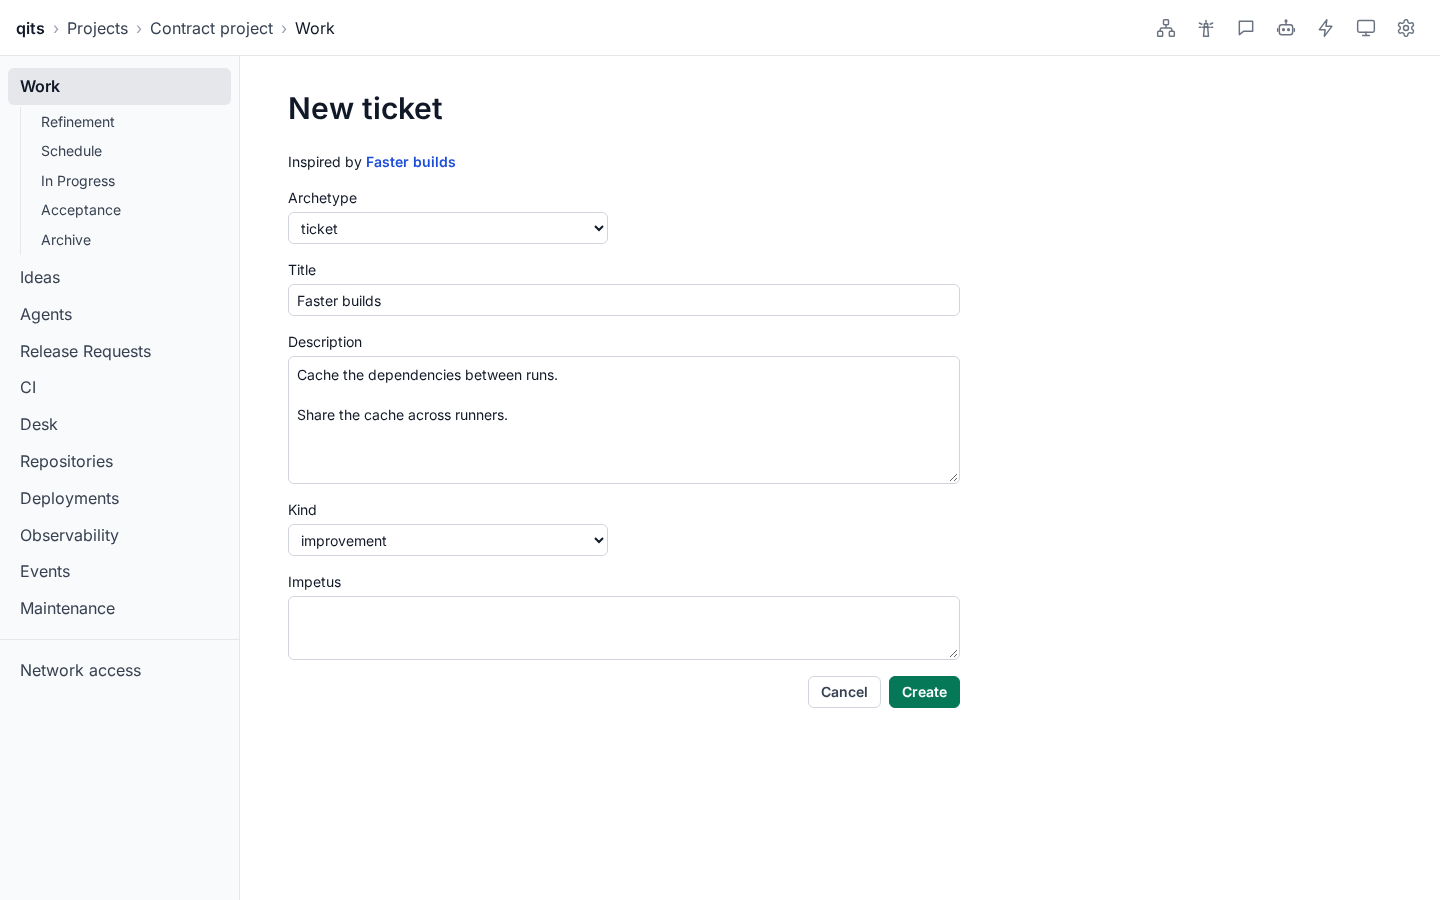 qits › Projects › Contract project › Work
Work
Refinement
Schedule
In Progress
Acceptance
Archive
Ideas
Agents
Release Requests
CI
Desk
Repositories
Deployments
Observability
Events
Maintenance
Network access
New ticket
Inspired by Faster builds
Archetype
ticket
Title
Faster builds
Description
Cache the dependencies between runs.
Share the cache across runners.
Kind
improvement
Impetus
Cancel
Create